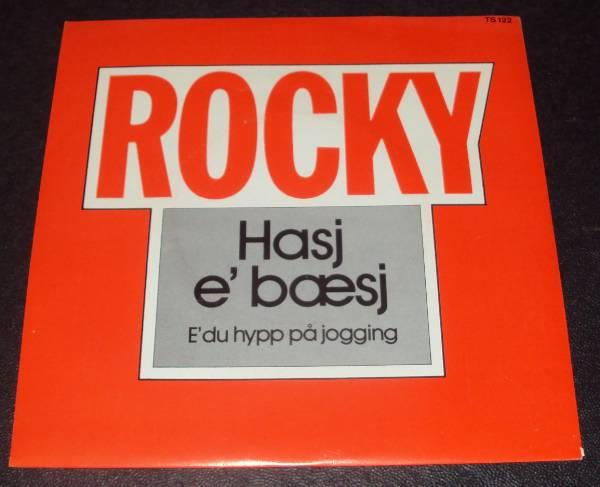 TS 122
ROCKY
Hasj
e' bæsj
E'du hypp på jogging